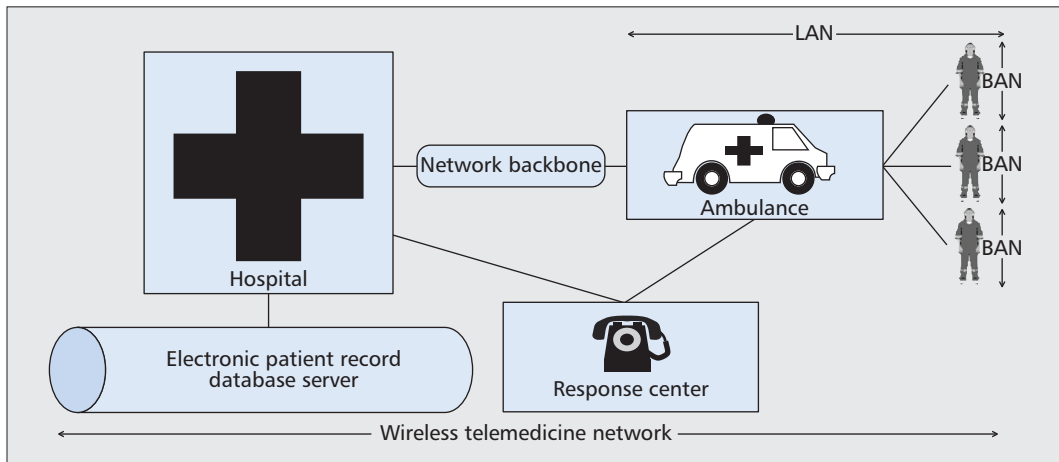 LAN
BAN
Network backbone
BAN
Ambulance
BAN
Hospital
Electronic patient record
database server
Response center
Wireless telemedicine network